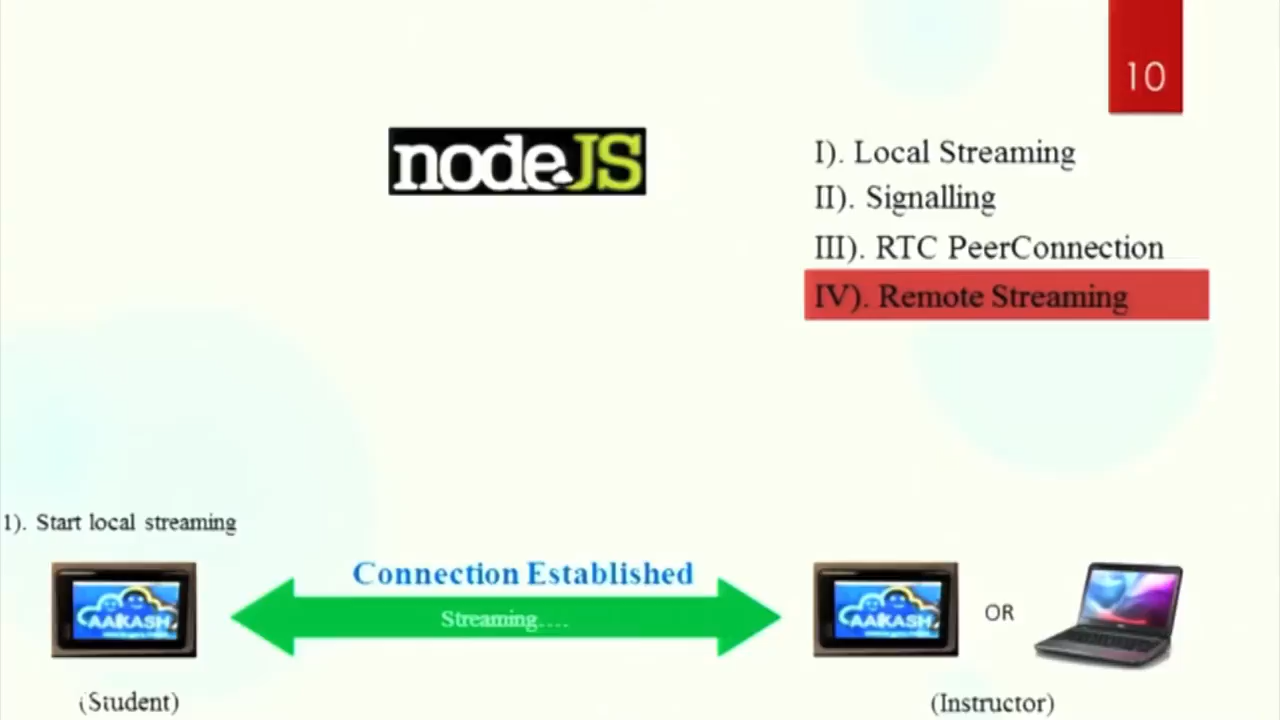 10
nodeJS
I). Local Streaming
II). Signalling
III). RTC PeerConnection
IV). Remote Streaming
1). Start local streaming
Connection Established
Streaming....
AAKASH
AAKASH
OR
(Student)
(Instructor)